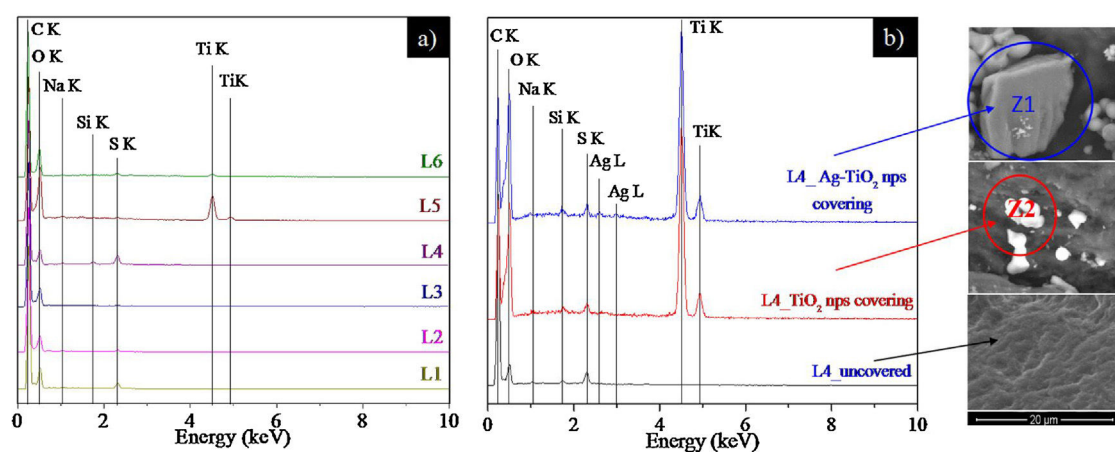 a)
C K
O K
Na K
Si K
S K
Ti K
TiK
L6
L5
L4
L3
L2
L1
0 2 4 6 8 10
Energy (keV)
b)
C K
O K
Na K
Si K
S K
Ag L
Ag L
Ti K
TiK
L4_Ag-TiO₂ nps
covering
L4_TiO₂ nps covering
L4_uncovered
0 2 4 6 8 10
Energy (keV)
Z1
Z2
20 µm